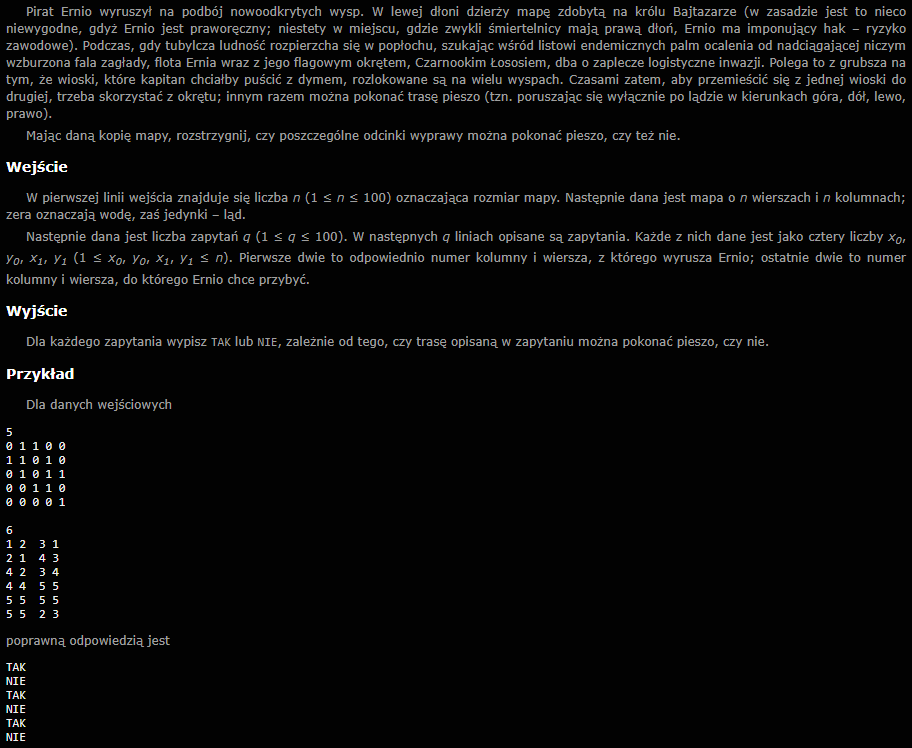 Pirat Ernio wyruszył na podbój nowoodkrytych wysp. W lewej dłoni dzierży mapę zdobytą na królu Bajtazarze (w zasadzie jest to nieco
niewygodne, gdyż Ernio jest praworęczny; niestety w miejscu, gdzie zwykli śmiertelnicy mają prawą dłoń, Ernio ma imponujący hak – ryzyko
zawodowe). Podczas, gdy tubylcza ludność rozpierzcha się w popłochu, szukając wśród listowi endemicznych palm ocalenia od nadciągającej niczym
wzburzona fala zagłady, flota Ernia wraz z jego flagowym okrętem, Czarnookim Łososiem, dba o zaplecze logistyczne inwazji. Polega to z grubsza na
tym, że wioski, które kapitan chciałby puścić z dymem, rozlokowane są na wielu wyspach. Czasami zatem, aby przemieścić się z jednej wioski do
drugiej, trzeba skorzystać z okrętu; innym razem można pokonać trasę pieszo (tzn. poruszając się wyłącznie po lądzie w kierunkach góra, dół, lewo,
prawo).
Mając daną kopię mapy, rozstrzygnij, czy poszczególne odcinki wyprawy można pokonać pieszo, czy też nie.
Wejście
W pierwszej linii wejścia znajduje się liczba n (1 ≤ n ≤ 100) oznaczająca rozmiar mapy. Następnie dana jest mapa o n wierszach i n kolumnach;
zera oznaczają wodę, zaś jedynki – ląd.
Następnie dana jest liczba zapytań q (1 ≤ q ≤ 100). W następnych q liniach opisane są zapytania. Każde z nich dane jest jako cztery liczby x0,
y0, x1, y1 (1 ≤ x0, y0, x1, y1 ≤ n). Pierwsze dwie to odpowiednio numer kolumny i wiersza, z którego wyrusza Ernio; ostatnie dwie to numer
kolumny i wiersza, do którego Ernio chce przybyć.
Wyjście
Dla każdego zapytania wypisz TAK lub NIE, zależnie od tego, czy trasę opisaną w zapytaniu można pokonać pieszo, czy nie.
Przykład
Dla danych wejściowych
5
0 1 1 0 0
1 1 0 1 0
0 1 0 1 1
0 0 1 1 0
0 0 0 0 1
6
1 2  3 1
2 1  4 3
4 2  3 4
4 4  5 5
5 5  5 5
5 5  2 3
poprawną odpowiedzią jest
TAK
NIE
TAK
NIE
TAK
NIE